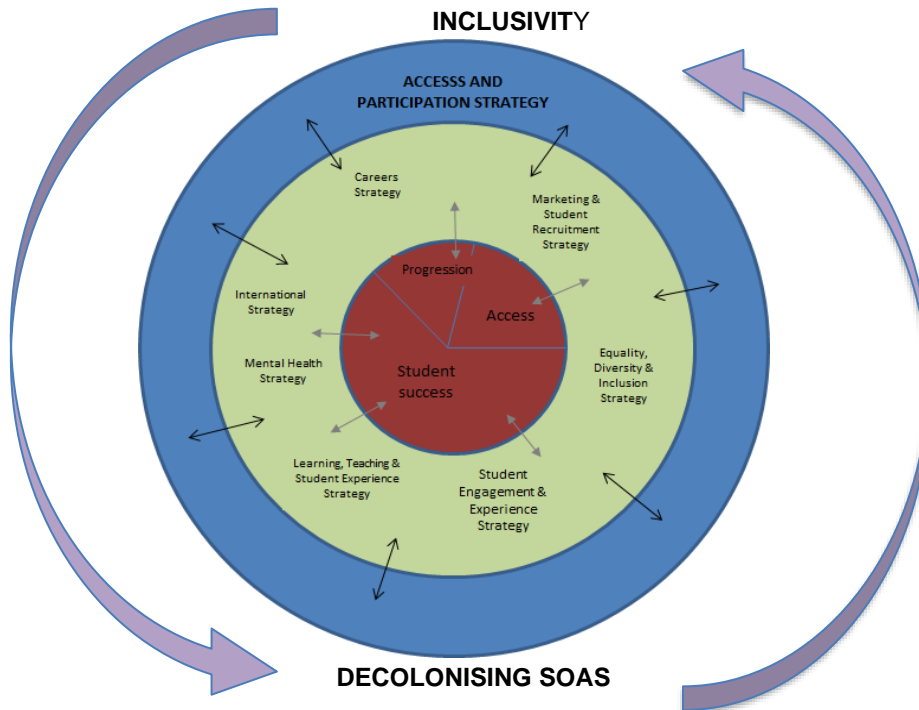 INCLUSIVITY
ACCESSS AND
PARTICIPATION STRATEGY
Careers
Strategy
Marketing &
Student
Recruitment
Strategy
Progression
Access
International
Strategy
Mental Health
Strategy
Equality,
Diversity &
Inclusion
Strategy
Student
success
Learning, Teaching &
Student Experience
Strategy
Student
Engagement &
Experience
Strategy
DECOLONISING SOAS